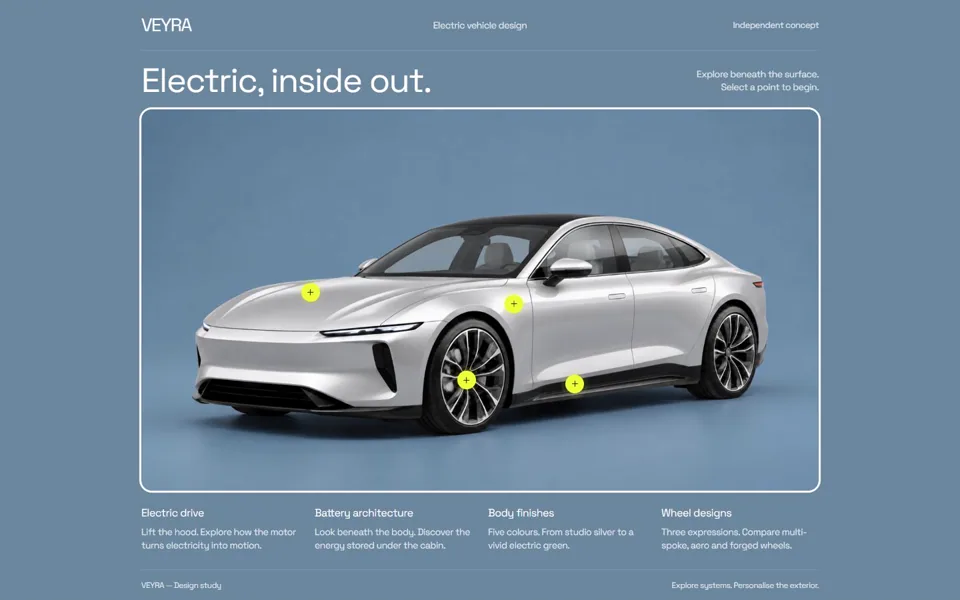 VEYRA
Electric vehicle design
Independent concept
Electric, inside out.
Explore beneath the surface.
Select a point to begin.
Electric drive
Lift the hood. Explore how the motor
turns electricity into motion.
Battery architecture
Look beneath the body. Discover the
energy stored under the cabin.
Body finishes
Five colours. From studio silver to a
vivid electric green.
Wheel designs
Three expressions. Compare multi-
spoke, aero and forged wheels.
VEYRA — Design study
Explore systems. Personalise the exterior.